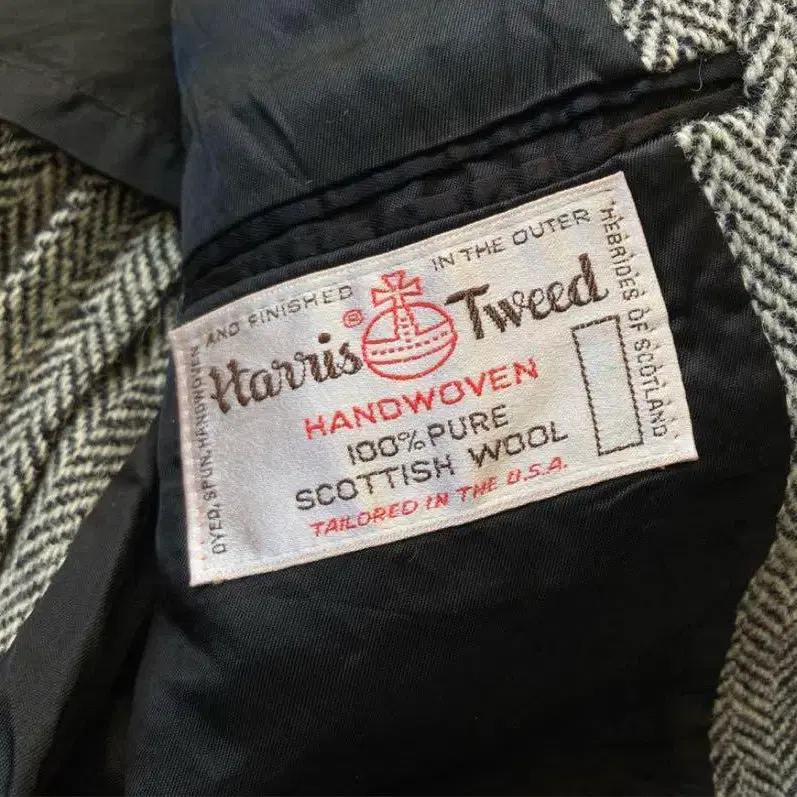 DYED, SPUN, HANDWOVEN AND FINISHED IN THE OUTER HEBRIDES OF SCOTLAND
Harris ® Tweed
HANDWOVEN
100% PURE
SCOTTISH WOOL
TAILORED IN THE U.S.A.